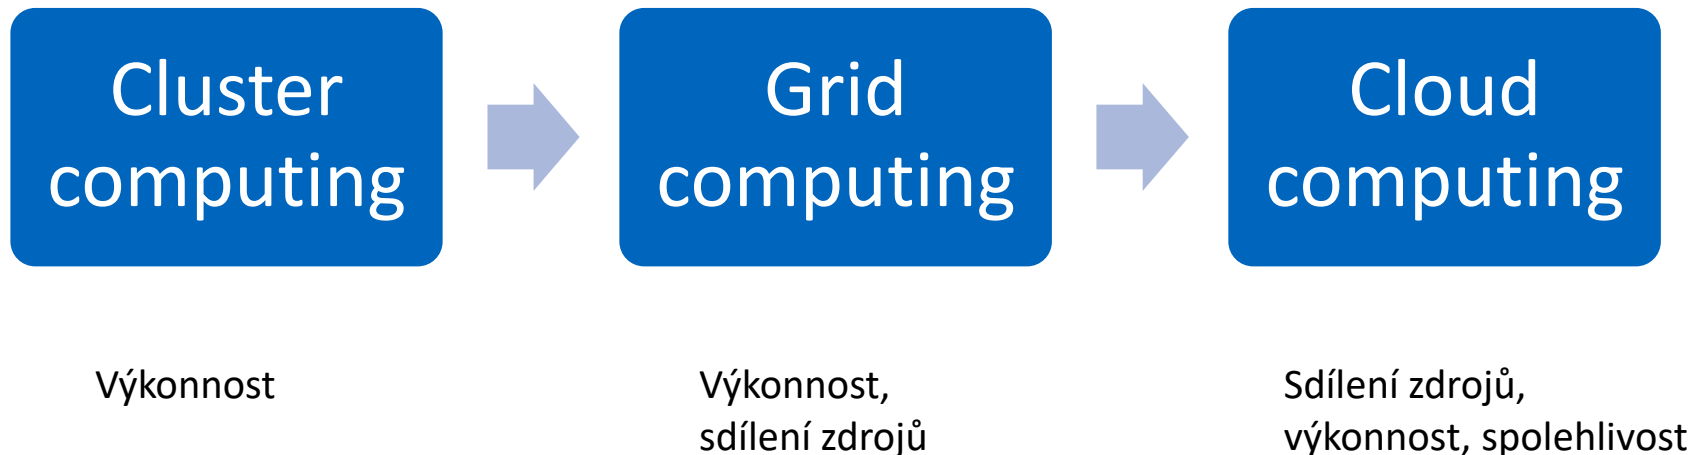 Cluster
computing
Grid
computing
Cloud
computing
Výkonnost
Výkonnost,
sdílení zdrojů
Sdílení zdrojů,
výkonnost, spolehlivost